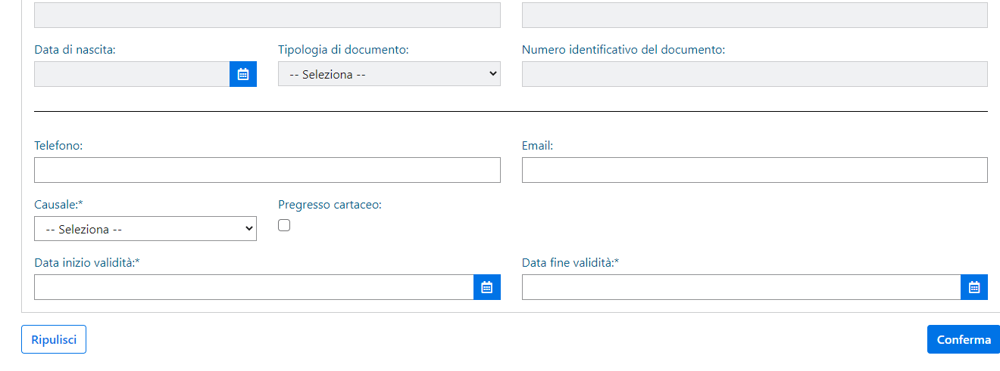 Data di nascita:
Tipologia di documento:
Numero identificativo del documento:
-- Seleziona --
Telefono:
Email:
Causale:*
Pregresso cartaceo:
-- Seleziona --
Data inizio validità:*
Data fine validità:*
Ripulisci
Conferma